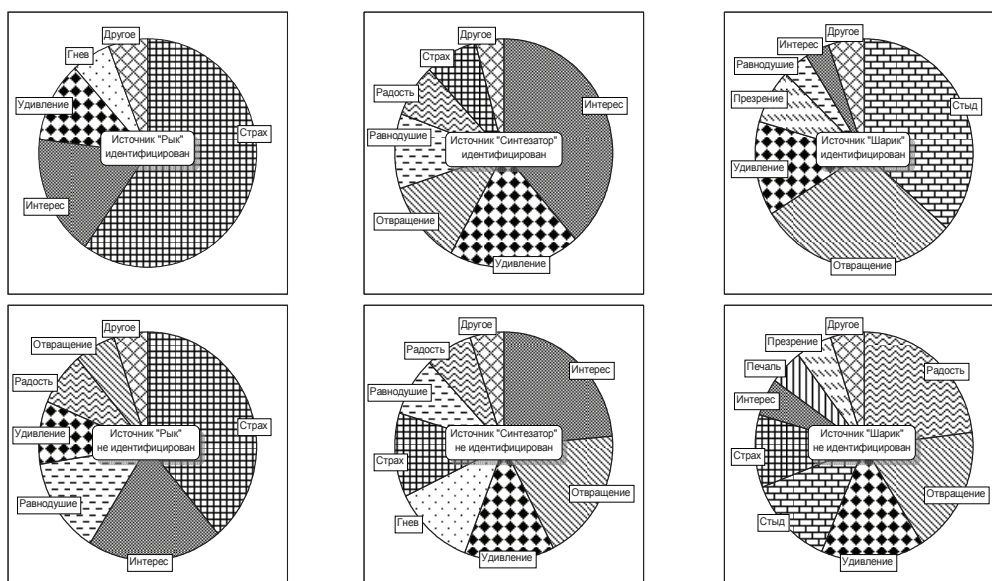 Другое
Гнев
Удивление
Страх
Источник "Рык"
идентифицирован
Интерес
Другое
Страх
Радость
Интерес
Равнодушие
Источник "Синтезатор"
идентифицирован
Отвращение
Удивление
Другое
Интерес
Равнодушие
Презрение
Стыд
Источник "Шарик"
идентифицирован
Удивление
Отвращение
Другое
Отвращение
Радость
Страх
Удивление
Источник "Рык"
не идентифицирован
Равнодушие
Интерес
Другое
Радость
Интерес
Равнодушие
Источник "Синтезатор"
не идентифицирован
Страх
Отвращение
Гнев
Удивление
Другое
Презрение
Печаль
Радость
Интерес
Источник "Шарик"
не идентифицирован
Страх
Отвращение
Стыд
Удивление